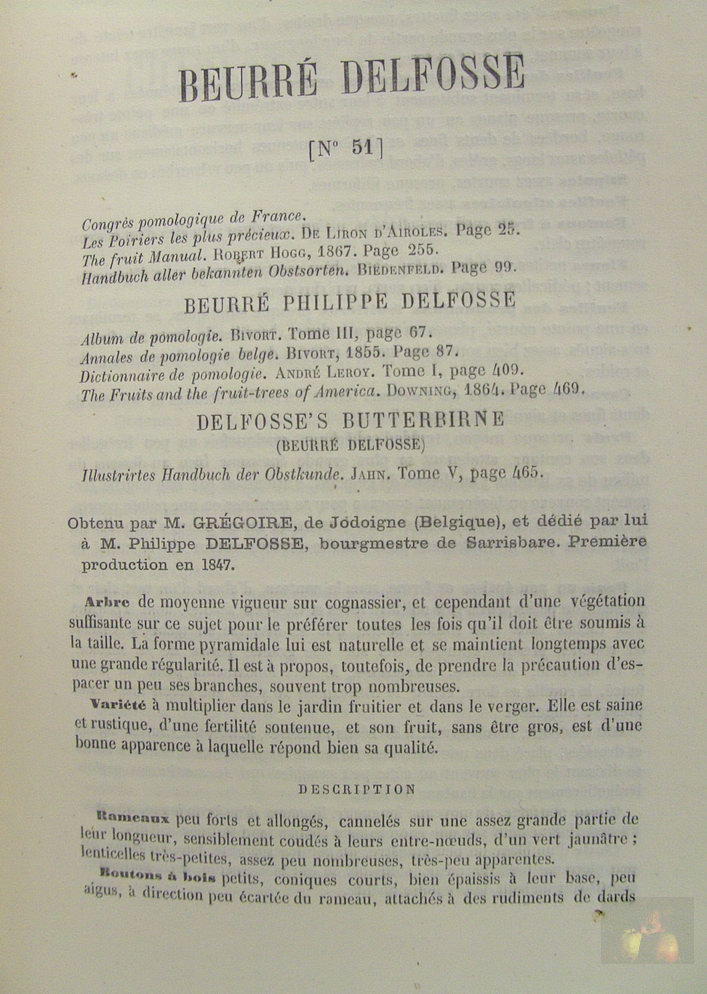 BEURRÉ DELFOSSE
[N° 51]
Congrès pomologique de France.
Les Poiriers les plus précieux. DE LIRON D'AIROLES. Page 25.
The fruit Manual. ROBERT HOGG, 1867. Page 255.
Handbuch aller bekannten Obstsorten. BIEDENFELD. Page 99.
BEURRÉ PHILIPPE DELFOSSE
Album de pomologie. BIVORT. Tome III, page 67.
Annales de pomologie belge. BIVORT, 1855. Page 87.
Dictionnaire de pomologie. ANDRÉ LEROY. Tome I, page 409.
The Fruits and the fruit-trees of America. DOWNING, 1864. Page 469.
DELFOSSE'S BUTTERBIRNE
(BEURRÉ DELFOSSE)
Illustrirtes Handbuch der Obstkunde. JAHN. Tome V, page 465.
Obtenu par M. GRÉGOIRE, de Jodoigne (Belgique), et dédié par lui
à M. Philippe DELFOSSE, bourgmestre de Sarrisbare. Première
production en 1847.
Arbre de moyenne vigueur sur cognassier, et cependant d'une végétation
suffisante sur ce sujet pour le préférer toutes les fois qu'il doit être soumis à
la taille. La forme pyramidale lui est naturelle et se maintient longtemps avec
une grande régularité. Il est à propos, toutefois, de prendre la précaution d'es-
pacer un peu ses branches, souvent trop nombreuses.
Variété à multiplier dans le jardin fruitier et dans le verger. Elle est saine
et rustique, d'une fertilité soutenue, et son fruit, sans être gros, est d'une
bonne apparence à laquelle répond bien sa qualité.
DESCRIPTION
Rameaux peu forts et allongés, cannelés sur une assez grande partie de
leur longueur, sensiblement coudés à leurs entre-nœuds, d'un vert jaunâtre ;
lenticelles très-petites, assez peu nombreuses, très-peu apparentes.
Boutons à bois petits, coniques courts, bien épaissis à leur base, peu
aigus, à direction peu écartée du rameau, attachés à des rudiments de dards